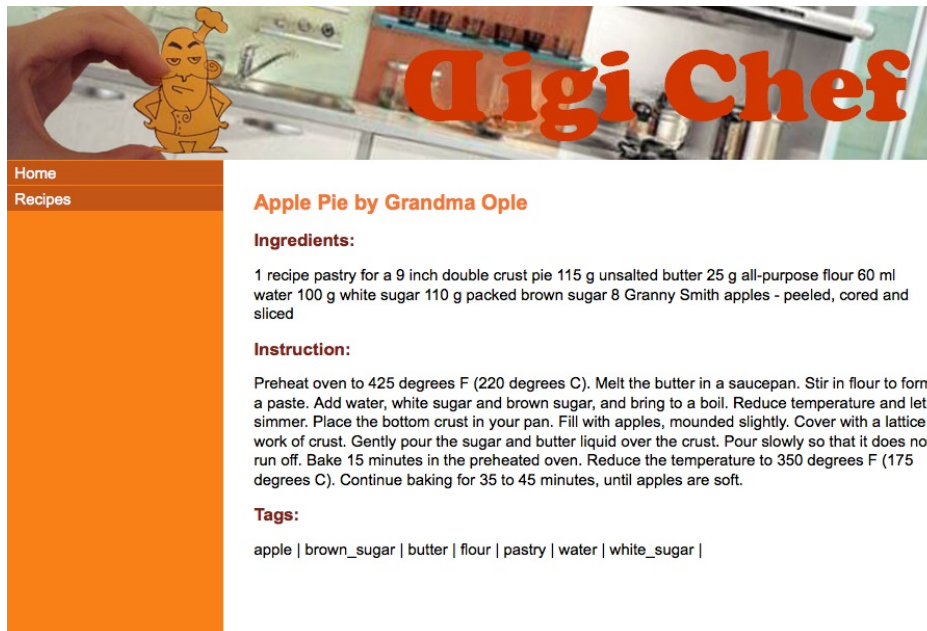 Digi Chef
Home
Recipes
Apple Pie by Grandma Ople
Ingredients:
1 recipe pastry for a 9 inch double crust pie 115 g unsalted butter 25 g all-purpose flour 60 ml
water 100 g white sugar 110 g packed brown sugar 8 Granny Smith apples - peeled, cored and
sliced
Instruction:
Preheat oven to 425 degrees F (220 degrees C). Melt the butter in a saucepan. Stir in flour to form
a paste. Add water, white sugar and brown sugar, and bring to a boil. Reduce temperature and let
simmer. Place the bottom crust in your pan. Fill with apples, mounded slightly. Cover with a lattice
work of crust. Gently pour the sugar and butter liquid over the crust. Pour slowly so that it does no
run off. Bake 15 minutes in the preheated oven. Reduce the temperature to 350 degrees F (175
degrees C). Continue baking for 35 to 45 minutes, until apples are soft.
Tags:
apple | brown_sugar | butter | flour | pastry | water | white_sugar |